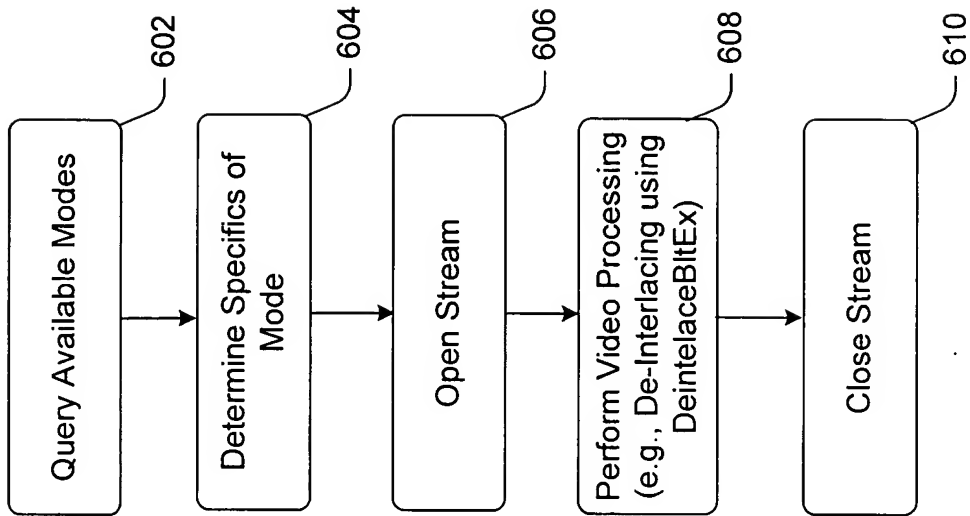 Query Available Modes
602
Determine Specifics of
Mode
604
Open Stream
606
Perform Video Processing
(e.g., De-Interlacing using
DeintelaceBltEx)
608
Close Stream
610